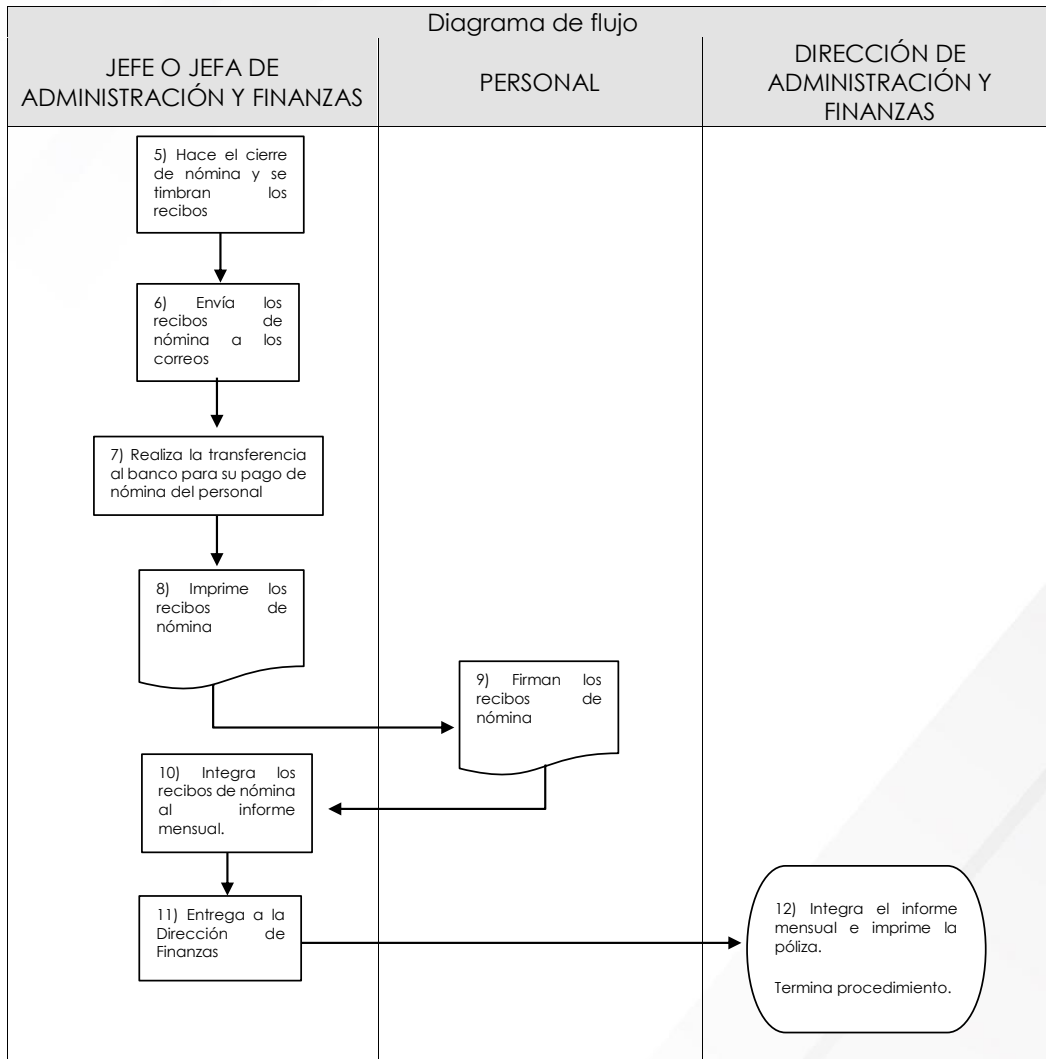 Diagrama de flujo
JEFE O JEFA DE
ADMINISTRACIÓN Y FINANZAS
PERSONAL
DIRECCIÓN DE
ADMINISTRACIÓN Y
FINANZAS
5) Hace el cierre
de nómina y se
timbran los
recibos
6) Envía los
recibos de
nómina a los
correos
7) Realiza la transferencia
al banco para su pago de
nómina del personal
8) Imprime los
recibos de
nómina
9) Firman los
recibos de
nómina
10) Integra los
recibos de nómina
al informe
mensual.
11) Entrega a la
Dirección de
Finanzas
12) Integra el informe
mensual e imprime la
póliza.
Termina procedimiento.